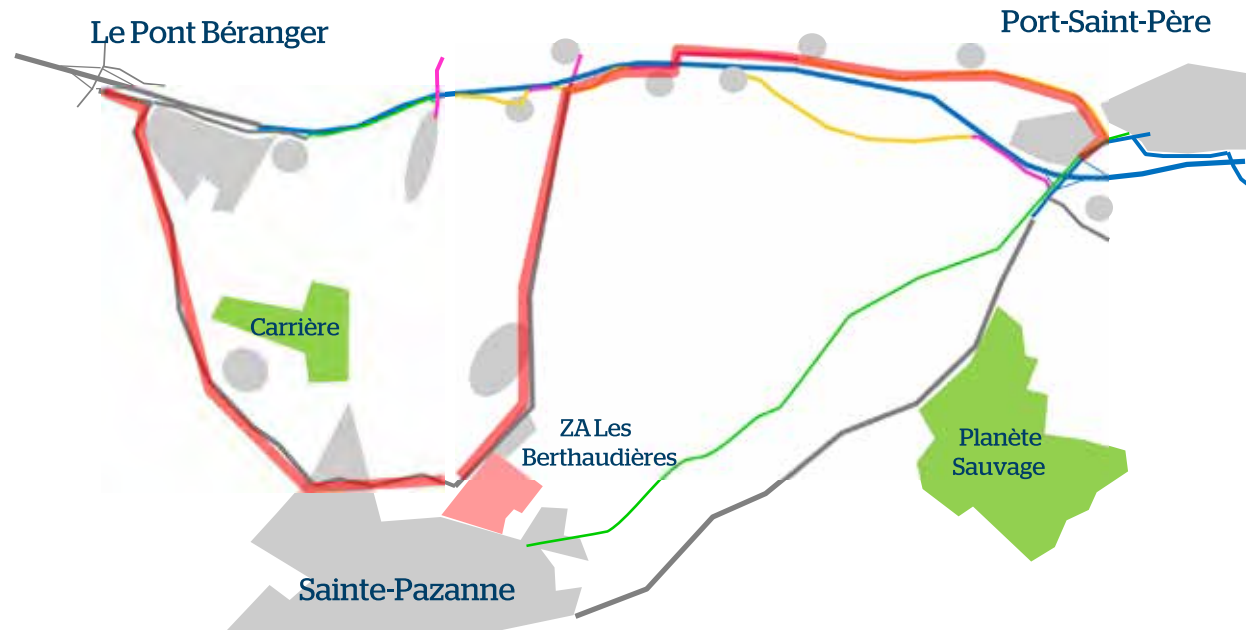 Port-Saint-Père
Le Pont Béranger
Carrière
ZA Les
Berthaudières
Planète
Sauvage
Sainte-Pazanne